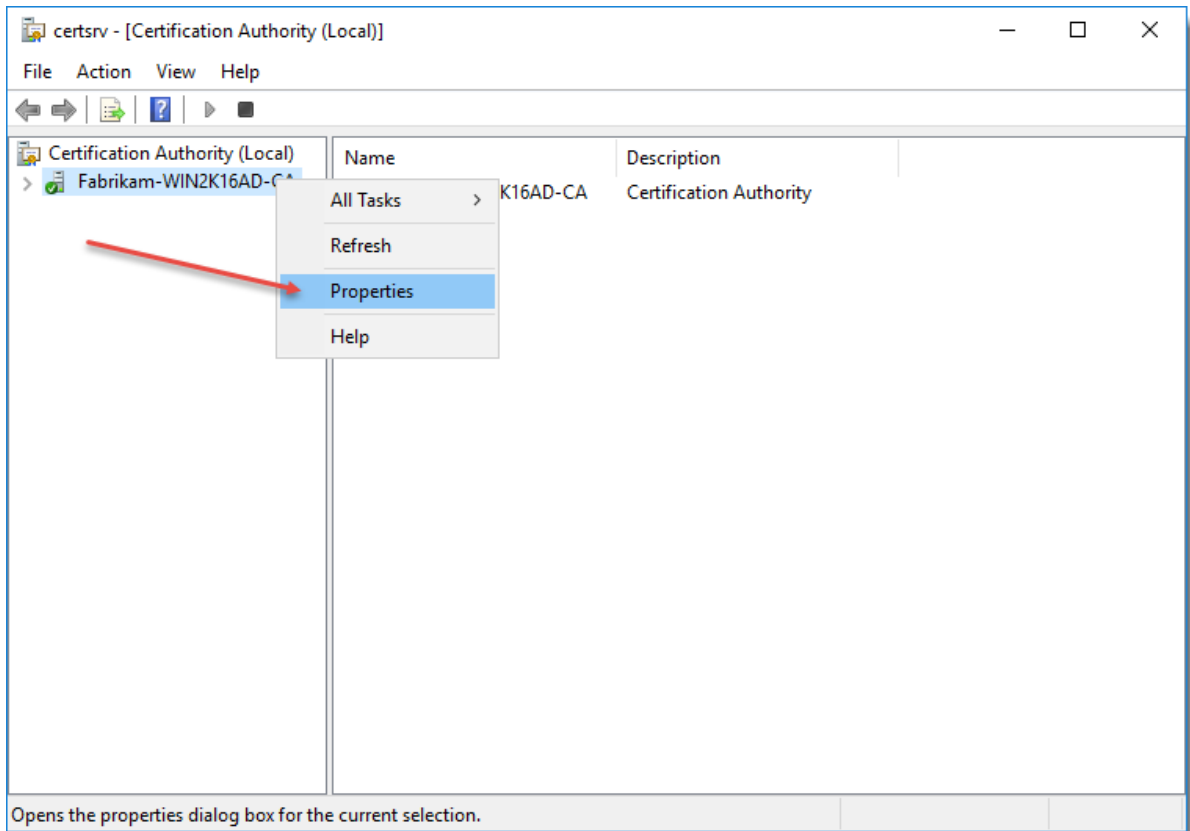 certsrv - [Certification Authority (Local)]
File Action View Help
Certification Authority (Local)
Fabrikam-WIN2K16AD-CA
Name Description
K16AD-CA Certification Authority
All Tasks
Refresh
Properties
Help
Opens the properties dialog box for the current selection.